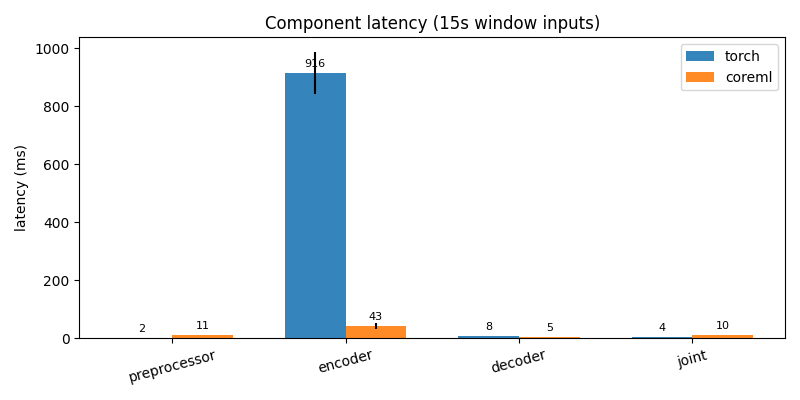 Component latency (15s window inputs)
torch
coreml
latency (ms)
1000
800
600
400
200
0
2
11
916
43
8
5
4
10
preprocessor
encoder
decoder
joint